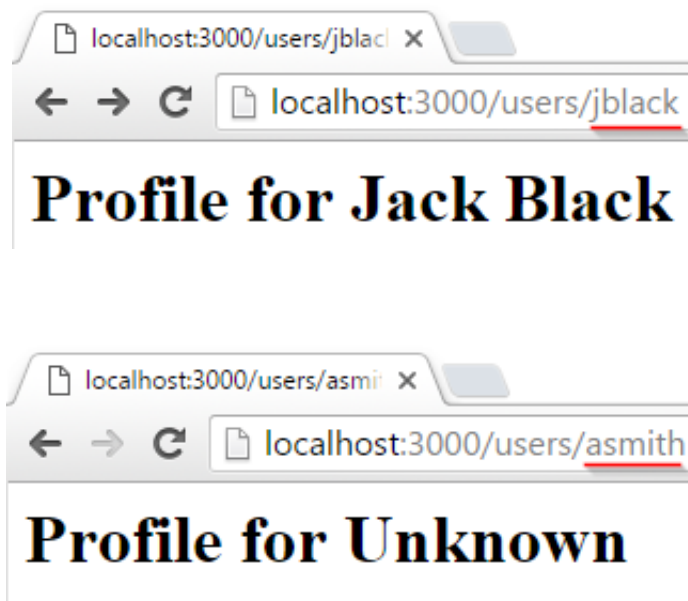 localhost:3000/users/jblac
localhost:3000/users/jblack
Profile for Jack Black
localhost:3000/users/asmi
localhost:3000/users/asmith
Profile for Unknown